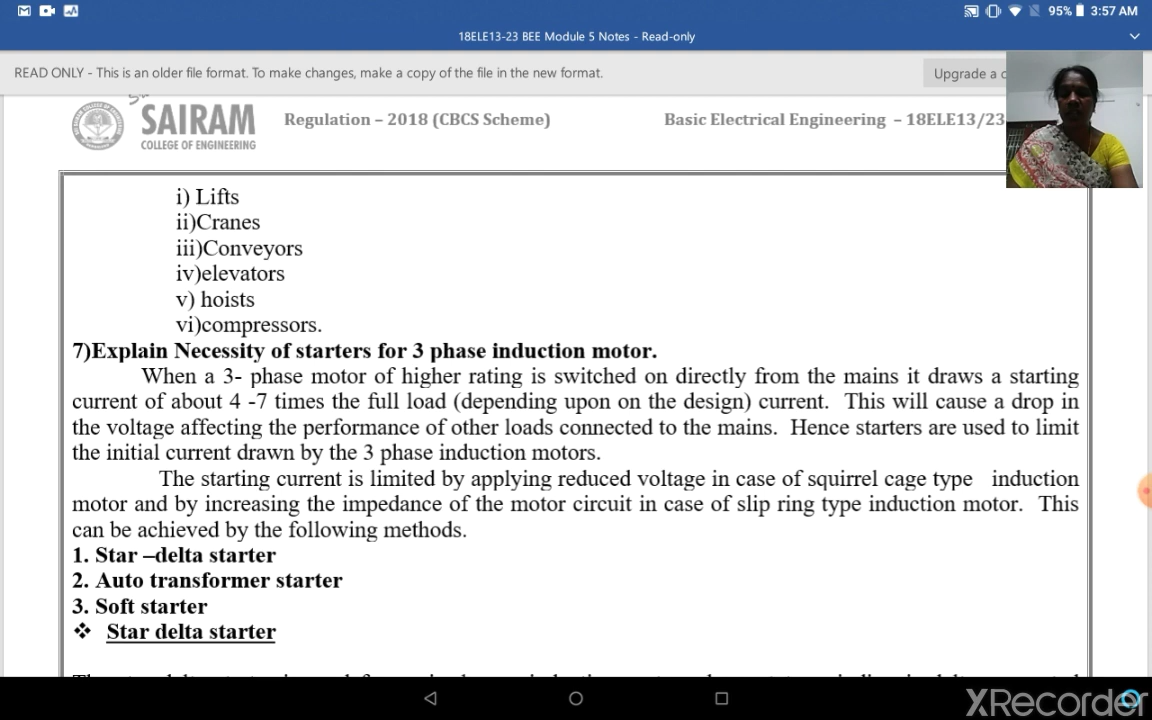 95% 3:57 AM
18ELE13-23 BEE Module 5 Notes - Read-only
READ ONLY - This is an older file format. To make changes, make a copy of the file in the new format.
Upgrade a c
SAIRAM
COLLEGE OF ENGINEERING
Regulation – 2018 (CBCS Scheme)
Basic Electrical Engineering – 18ELE13/23
i) Lifts
ii)Cranes
iii)Conveyors
iv)elevators
v) hoists
vi)compressors.
7)Explain Necessity of starters for 3 phase induction motor.
When a 3- phase motor of higher rating is switched on directly from the mains it draws a starting
current of about 4 -7 times the full load (depending upon on the design) current. This will cause a drop in
the voltage affecting the performance of other loads connected to the mains. Hence starters are used to limit
the initial current drawn by the 3 phase induction motors.
The starting current is limited by applying reduced voltage in case of squirrel cage type induction
motor and by increasing the impedance of the motor circuit in case of slip ring type induction motor. This
can be achieved by the following methods.
1. Star –delta starter
2. Auto transformer starter
3. Soft starter
❖ Star delta starter
XRecorder